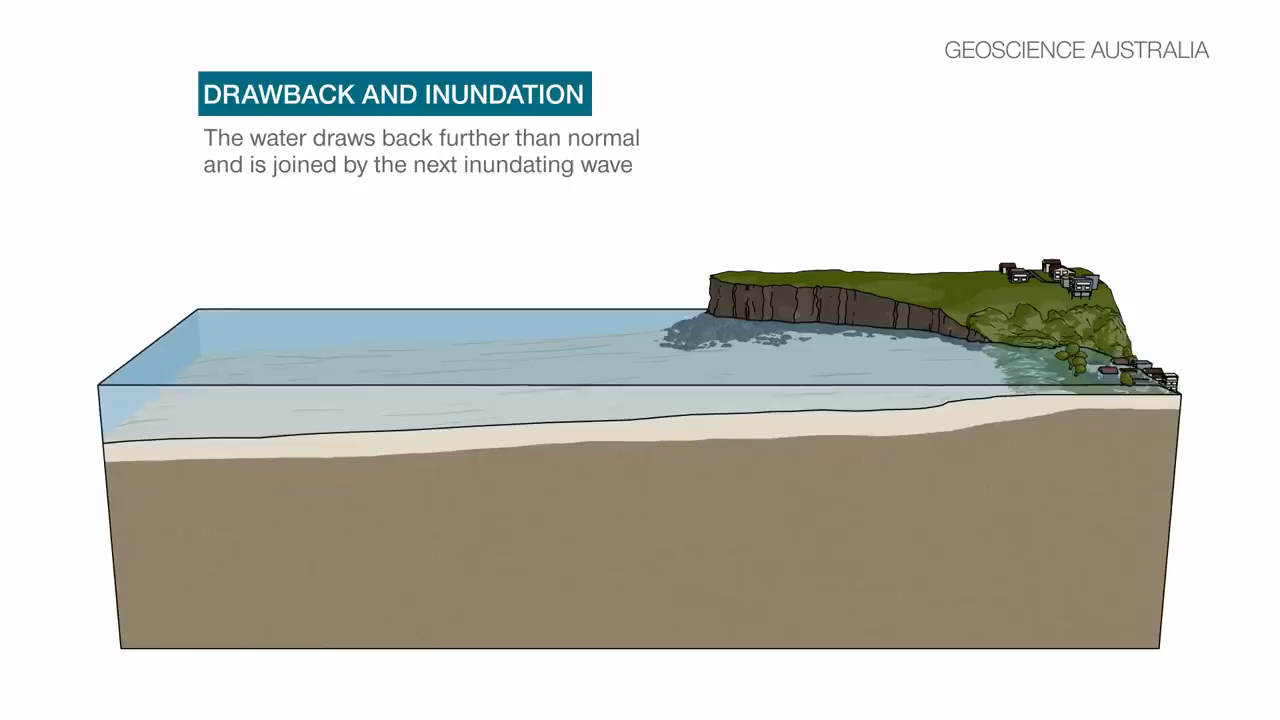 GEOSCIENCE AUSTRALIA
DRAWBACK AND INUNDATION
The water draws back further than normal
and is joined by the next inundating wave